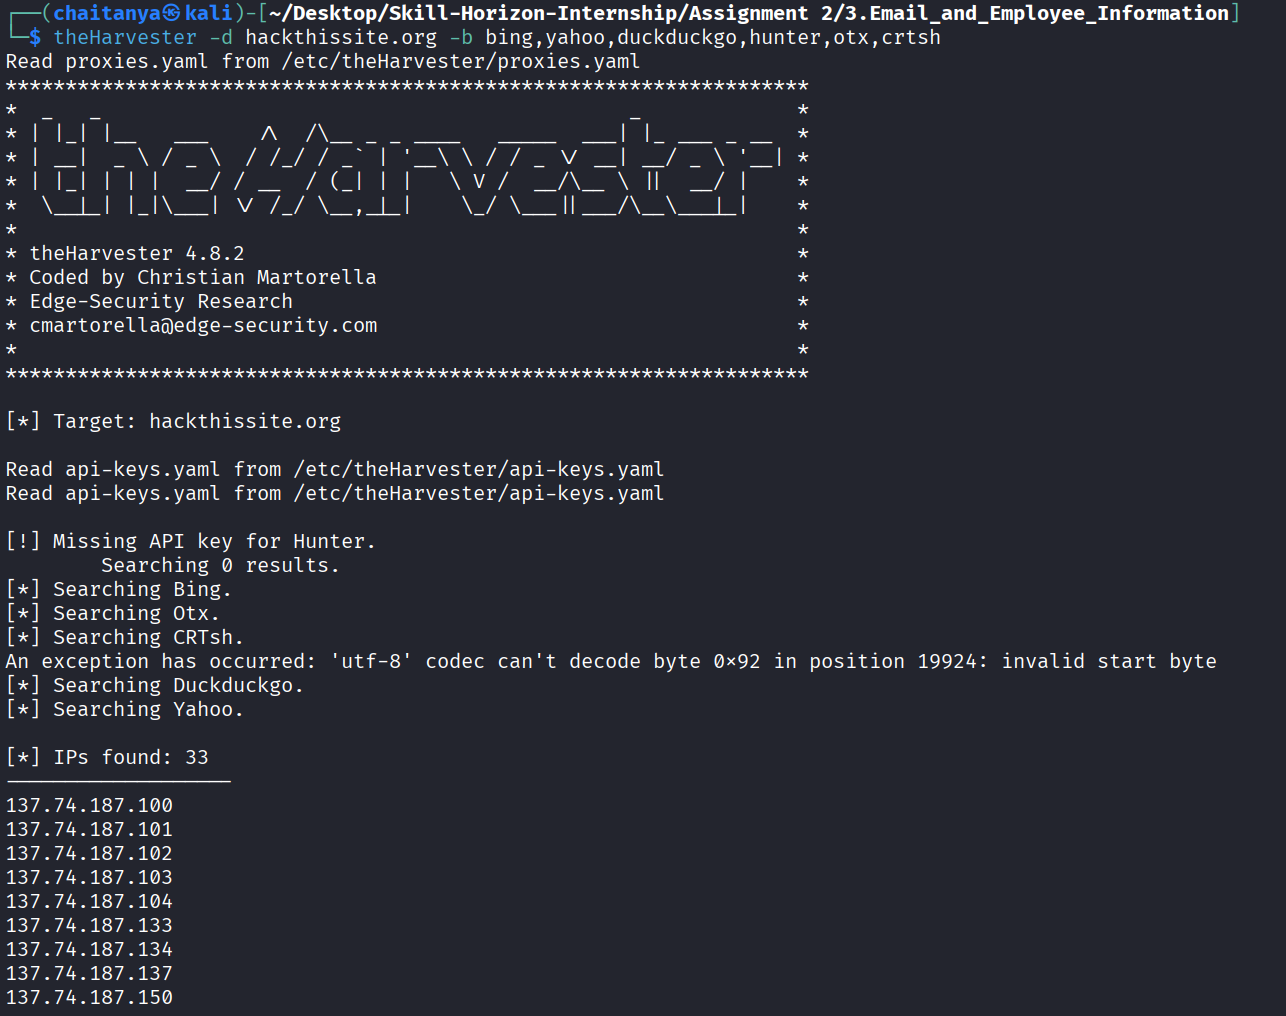 ┌──(chaitanya㉿kali)-[~/Desktop/Skill-Horizon-Internship/Assignment 2/3.Email_and_Employee_Information]
└─$ theHarvester -d hackthissite.org -b bing,yahoo,duckduckgo,hunter,otx,crtsh
Read proxies.yaml from /etc/theHarvester/proxies.yaml
*******************************************************************
*  _   _                                            _             *
* | |_| |__   ___    /\  /\__ _ _ ____   _____  ___| |_ ___ _ __  *
* | __|  _ \ / _ \  / /_/ / _` | '__\ \ / / _ \/ __| __/ _ \ '__| *
* | |_| | | |  __/ / __  / (_| | |   \ V /  __/\__ \ ||  __/ |    *
*  \__|_| |_|\___| \/ /_/ \__,_|_|    \_/ \___||___/\__\___|_|    *
*                                                                 *
* theHarvester 4.8.2                                              *
* Coded by Christian Martorella                                   *
* Edge-Security Research                                          *
* cmartorella@edge-security.com                                   *
*                                                                 *
*******************************************************************
[*] Target: hackthissite.org
Read api-keys.yaml from /etc/theHarvester/api-keys.yaml
Read api-keys.yaml from /etc/theHarvester/api-keys.yaml
[!] Missing API key for Hunter.
        Searching 0 results.
[*] Searching Bing.
[*] Searching Otx.
[*] Searching CRTsh.
An exception has occurred: 'utf-8' codec can't decode byte 0x92 in position 19924: invalid start byte
[*] Searching Duckduckgo.
[*] Searching Yahoo.
[*] IPs found: 33
-------------------
137.74.187.100
137.74.187.101
137.74.187.102
137.74.187.103
137.74.187.104
137.74.187.133
137.74.187.134
137.74.187.137
137.74.187.150